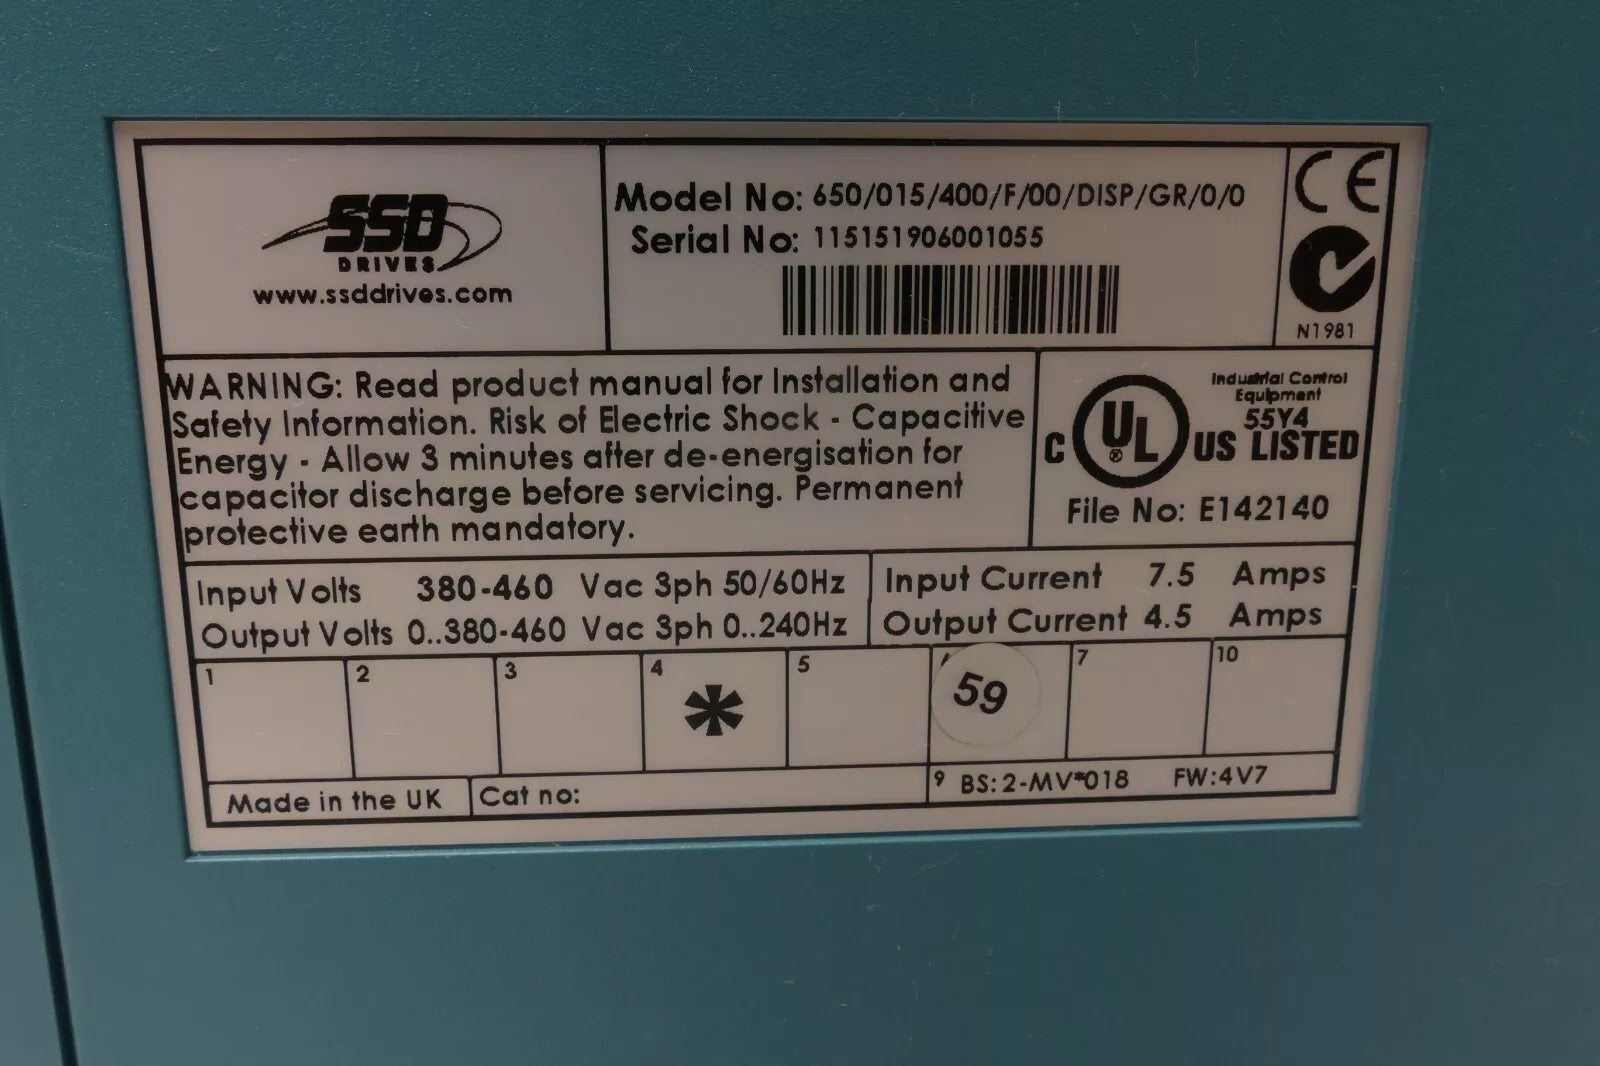 SSD
DRIVES
www.ssddrives.com
Model No: 650/015/400/F/00/DISP/GR/0/0
Serial No: 115151906001055
CE
N1981
WARNING: Read product manual for Installation and
Safety Information. Risk of Electric Shock - Capacitive
Energy - Allow 3 minutes after de-energisation for
capacitor discharge before servicing. Permanent
protective earth mandatory.
Industrial Control
Equipment
55Y4
C UL ® US LISTED
File No: E142140
Input Volts 380-460 Vac 3ph 50/60Hz
Output Volts 0..380-460 Vac 3ph 0..240Hz
Input Current 7.5 Amps
Output Current 4.5 Amps
1 2 3 4 * 5 59 7 10
Made in the UK
Cat no:
9 BS:2-MV*018 FW:4V7